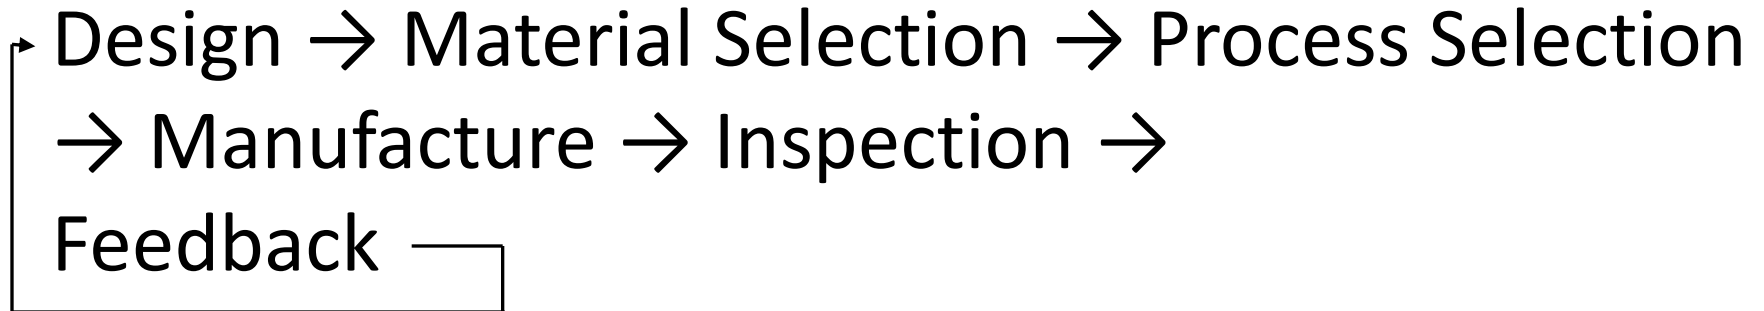 Design → Material Selection → Process Selection
→ Manufacture → Inspection →
Feedback